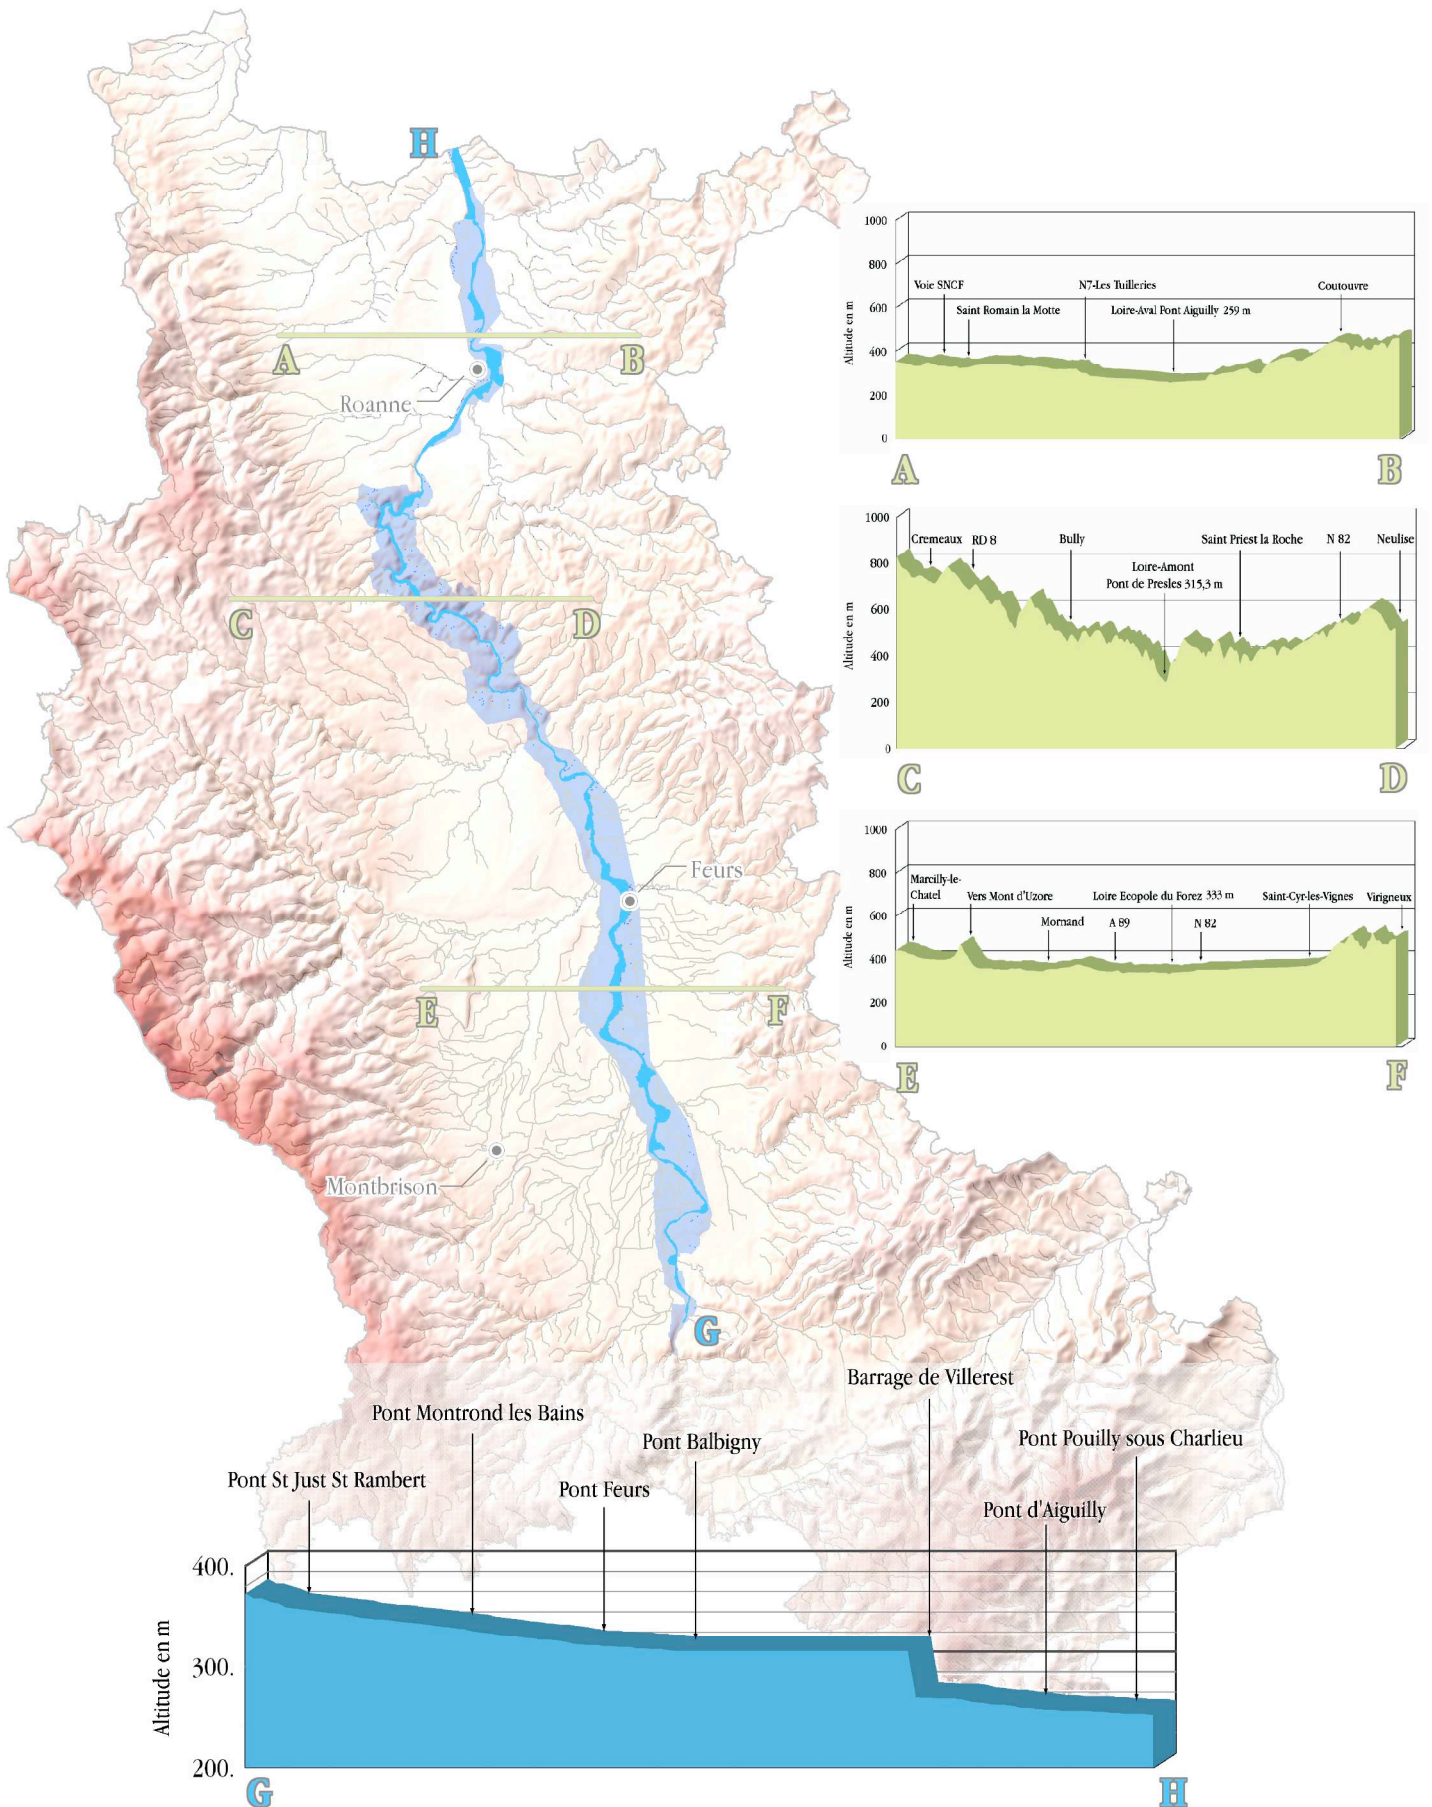 H
A
B
Roanne
C
D
Feurs
E
F
Montbrison
G
1000
800
600
400
200
0
Altitude en m
Voie SNCF
N7-Les Tuilleries
Coutouvre
Saint Romain la Motte
Loire-Aval Pont Aiguilly 259 m
A
B
1000
800
600
400
200
0
Altitude en m
Cremeaux
RD 8
Bully
Saint Priest la Roche
N 82
Neulise
Loire-Amont
Pont de Presles 315,3 m
C
D
1000
800
600
400
200
0
Altitude en m
Marcilly-le-
Chatel
Vers Mont d'Uzore
Loire Ecopole du Forez 333 m
Saint-Cyr-les-Vignes
Virigneux
Mornand
A 89
N 82
E
F
Barrage de Villerest
Pont Montrond les Bains
Pont Balbigny
Pont Pouilly sous Charlieu
Pont St Just St Rambert
Pont Feurs
Pont d'Aiguilly
400.
300.
200.
Altitude en m
G
H